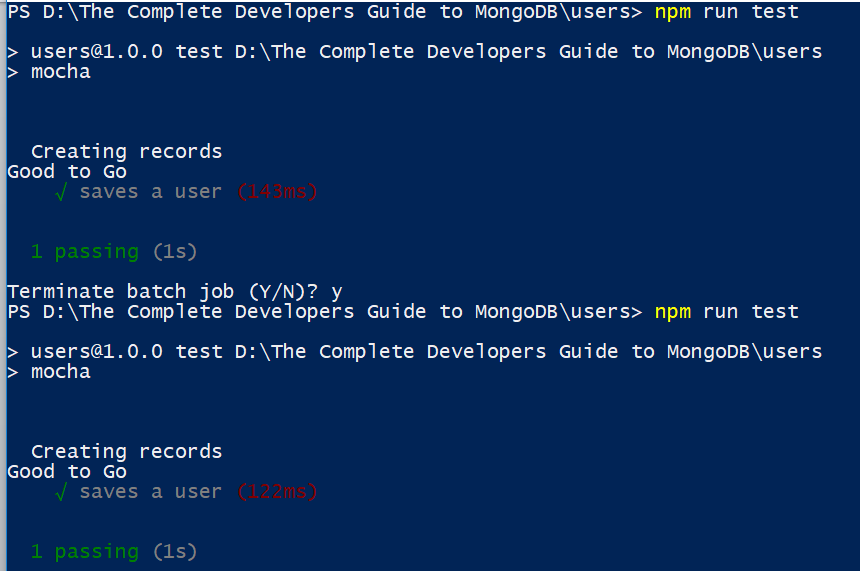 PS D:\The Complete Developers Guide to MongoDB\users> npm run test
> users@1.0.0 test D:\The Complete Developers Guide to MongoDB\users
> mocha
Creating records
Good to Go
√ saves a user (143ms)
1 passing (1s)
Terminate batch job (Y/N)? y
PS D:\The Complete Developers Guide to MongoDB\users> npm run test
> users@1.0.0 test D:\The Complete Developers Guide to MongoDB\users
> mocha
Creating records
Good to Go
√ saves a user (122ms)
1 passing (1s)